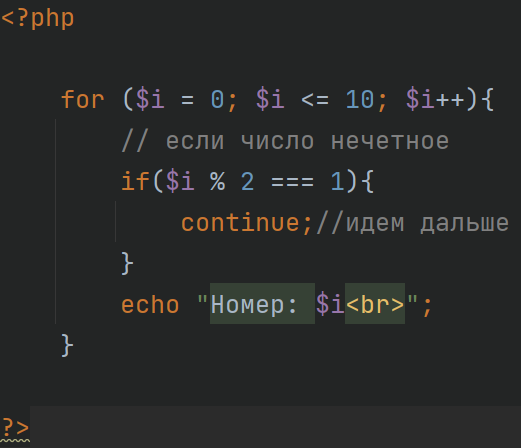 <?php
for ($i = 0; $i <= 10; $i++){
// если число нечетное
if($i % 2 === 1){
continue;//идем дальше
}
echo "Номер: $i<br>";
}
?>